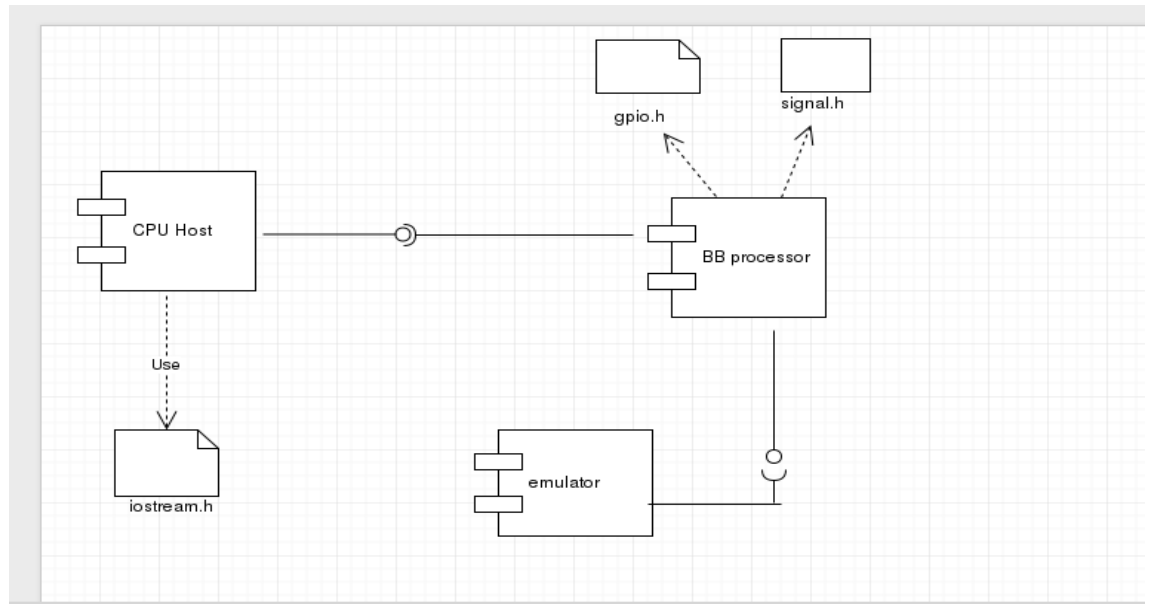 gpio.h
signal.h
CPU Host
BB processor
Use
emulator
iostream.h